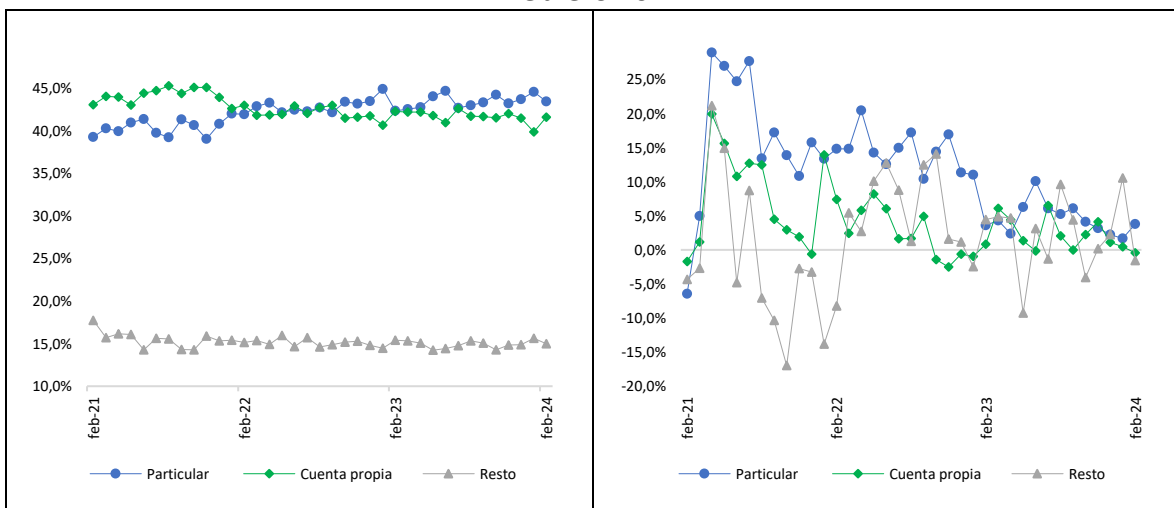 45,0%
40,0%
35,0%
30,0%
25,0%
20,0%
15,0%
10,0%
feb-21
feb-22
feb-23
feb-24
Particular
Cuenta propia
Resto
25,0%
20,0%
15,0%
10,0%
5,0%
0,0%
-5,0%
-10,0%
-15,0%
-20,0%
feb-21
feb-22
feb-23
feb-24
Particular
Cuenta propia
Resto